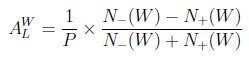 $A_L^W = \frac{1}{P} \times \frac{N_-(W) - N_+(W)}{N_-(W) + N_+(W)}$